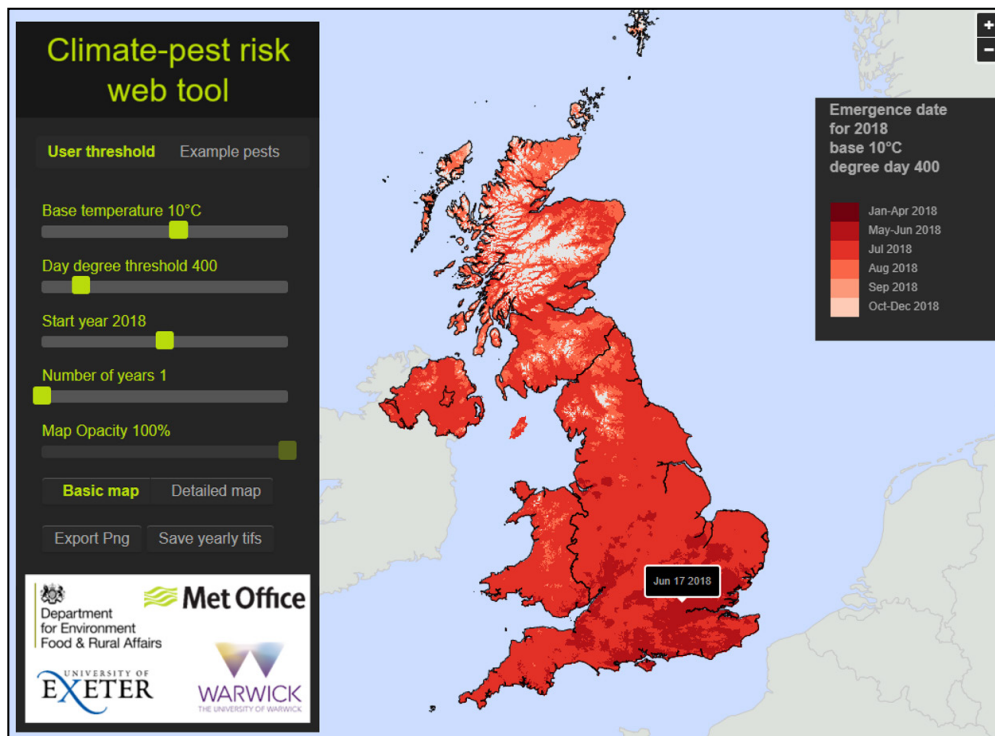 Climate-pest risk
web tool
User threshold
Example pests
Base temperature 10°C
Day degree threshold 400
Start year 2018
Number of years 1
Map Opacity 100%
Basic map
Detailed map
Export Png
Save yearly tifs
Department
for Environment
Food & Rural Affairs
Met Office
UNIVERSITY OF
EXETER
WARWICK
THE UNIVERSITY OF WARWICK
Jun 17 2018
+
−
Emergence date
for 2018
base 10°C
degree day 400
Jan-Apr 2018
May-Jun 2018
Jul 2018
Aug 2018
Sep 2018
Oct-Dec 2018